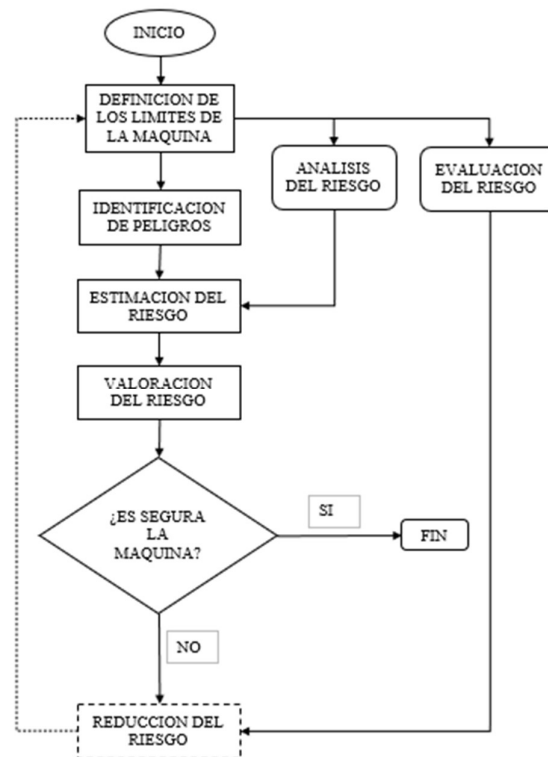 INICIO
DEFINICION DE
LOS LIMITES DE
LA MAQUINA
ANALISIS
DEL RIESGO
EVALUACION
DEL RIESGO
IDENTIFICACION
DE PELIGROS
ESTIMACION DEL
RIESGO
VALORACION
DEL RIESGO
¿ES SEGURA
LA
MAQUINA?
SI
FIN
NO
REDUCCION DEL
RIESGO